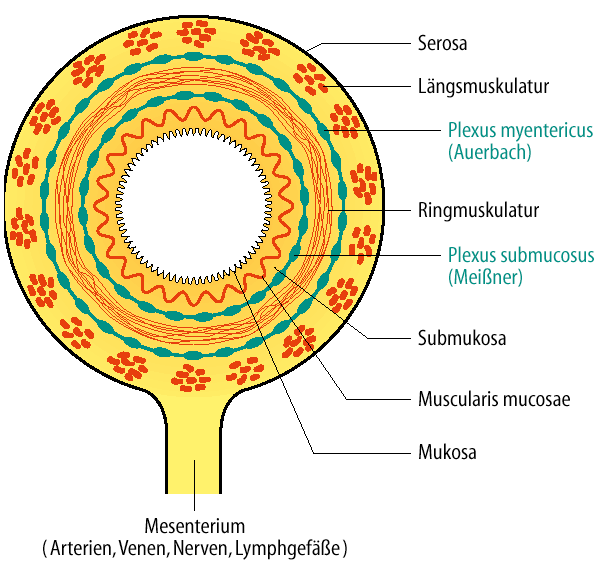 Serosa
Längsmuskulatur
Plexus myentericus
(Auerbach)
Ringmuskulatur
Plexus submucosus
(Meißner)
Submukosa
Muscularis mucosae
Mukosa
Mesenterium
( Arterien, Venen, Nerven, Lymphgefäße )